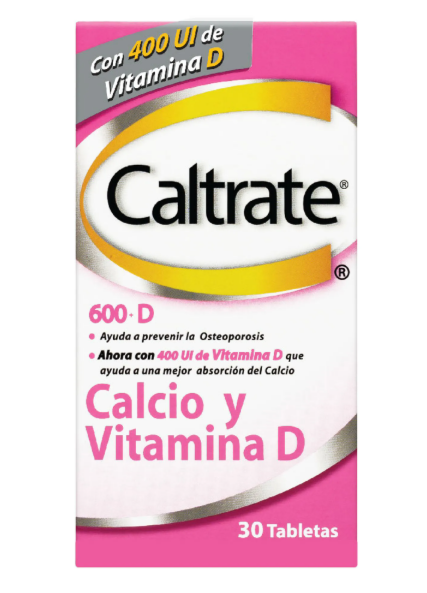 Con 400 UI de
Vitamina D
Caltrate®
®
600·D
• Ayuda a prevenir la Osteoporosis
• Ahora con 400 UI de Vitamina D que
ayuda a una mejor absorción del Calcio
Calcio y
Vitamina D
30 Tabletas